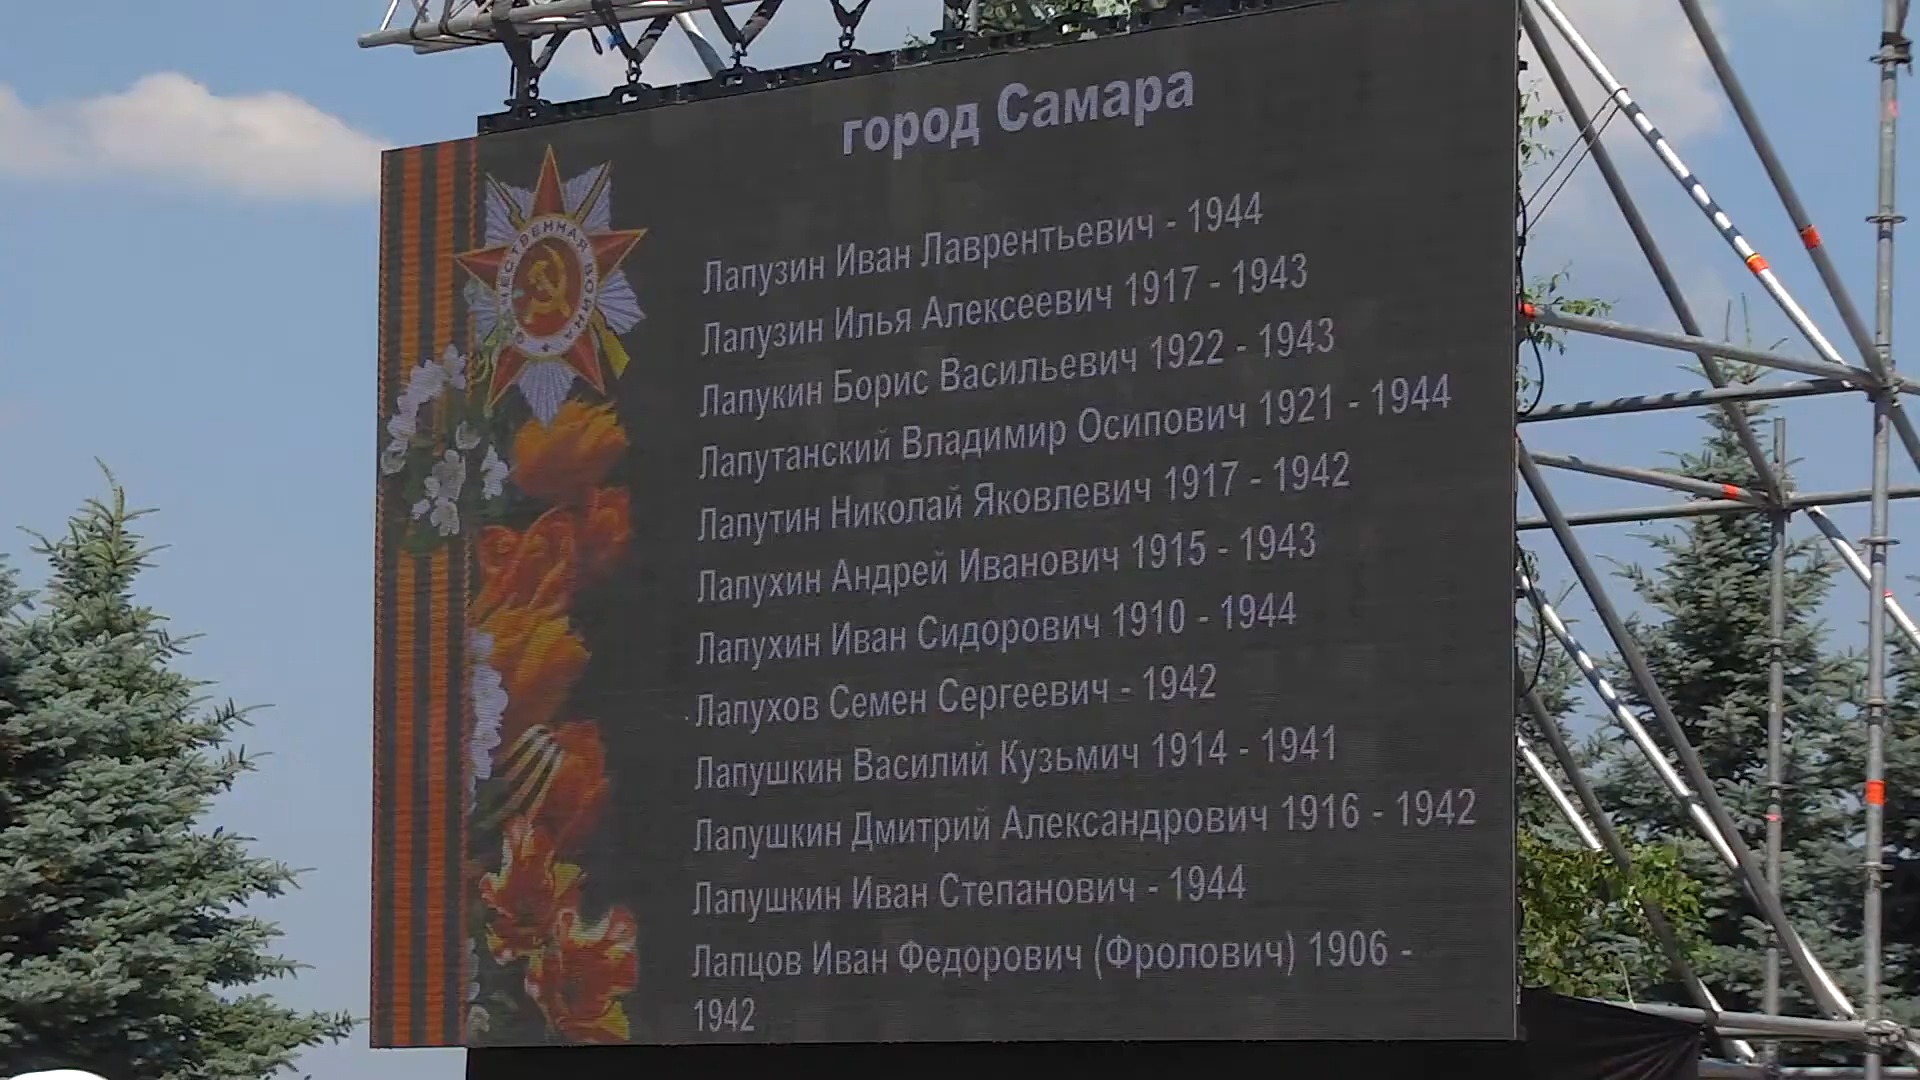 город Самара
ОТЕЧЕСТВЕННАЯ ВОЙНА
Лапузин Иван Лаврентьевич - 1944
Лапузин Илья Алексеевич 1917 - 1943
Лапукин Борис Васильевич 1922 - 1943
Лапутанский Владимир Осипович 1921 - 1944
Лапутин Николай Яковлевич 1917 - 1942
Лапухин Андрей Иванович 1915 - 1943
Лапухин Иван Сидорович 1910 - 1944
Лапухов Семен Сергеевич - 1942
Лапушкин Василий Кузьмич 1914 - 1941
Лапушкин Дмитрий Александрович 1916 - 1942
Лапушкин Иван Степанович - 1944
Лапцов Иван Федорович (Фролович) 1906 -
1942